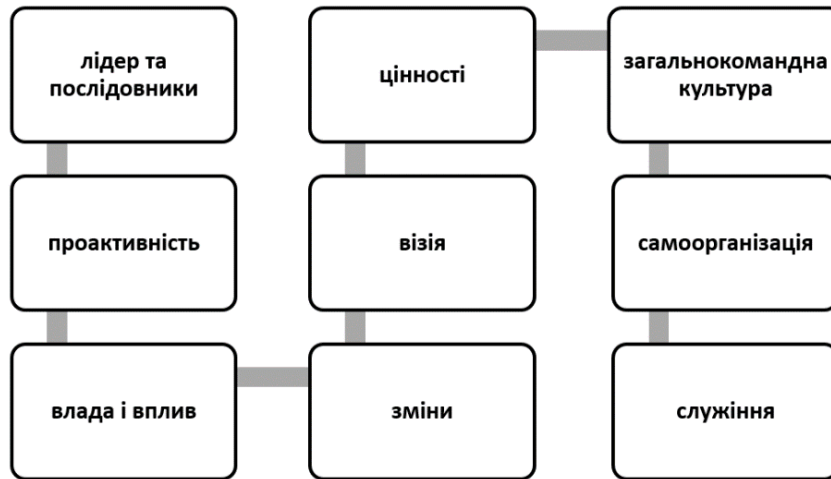 лідер та
послідовники
проактивність
влада і вплив
зміни
візія
цінності
загальнокомандна
культура
самоорганізація
служіння